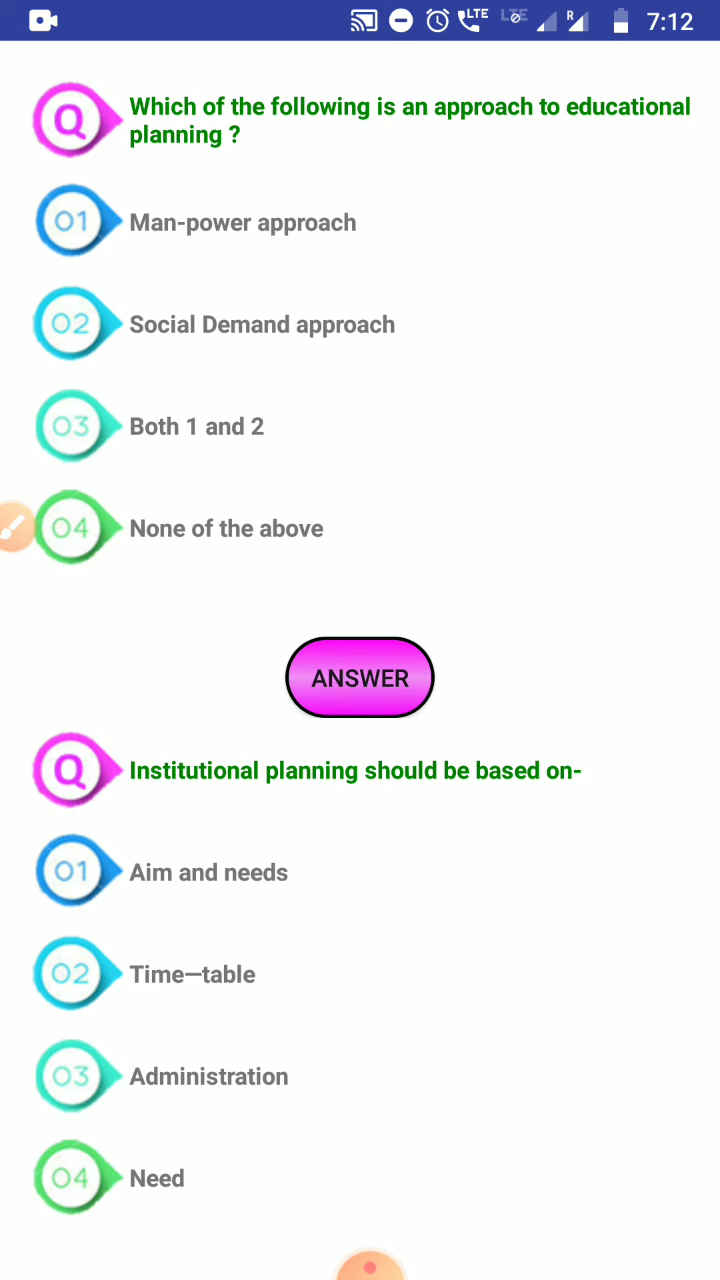 LTE LTE R 7:12
Q Which of the following is an approach to educational
planning ?
01 Man-power approach
02 Social Demand approach
03 Both 1 and 2
04 None of the above
ANSWER
Q Institutional planning should be based on-
01 Aim and needs
02 Time—table
03 Administration
04 Need